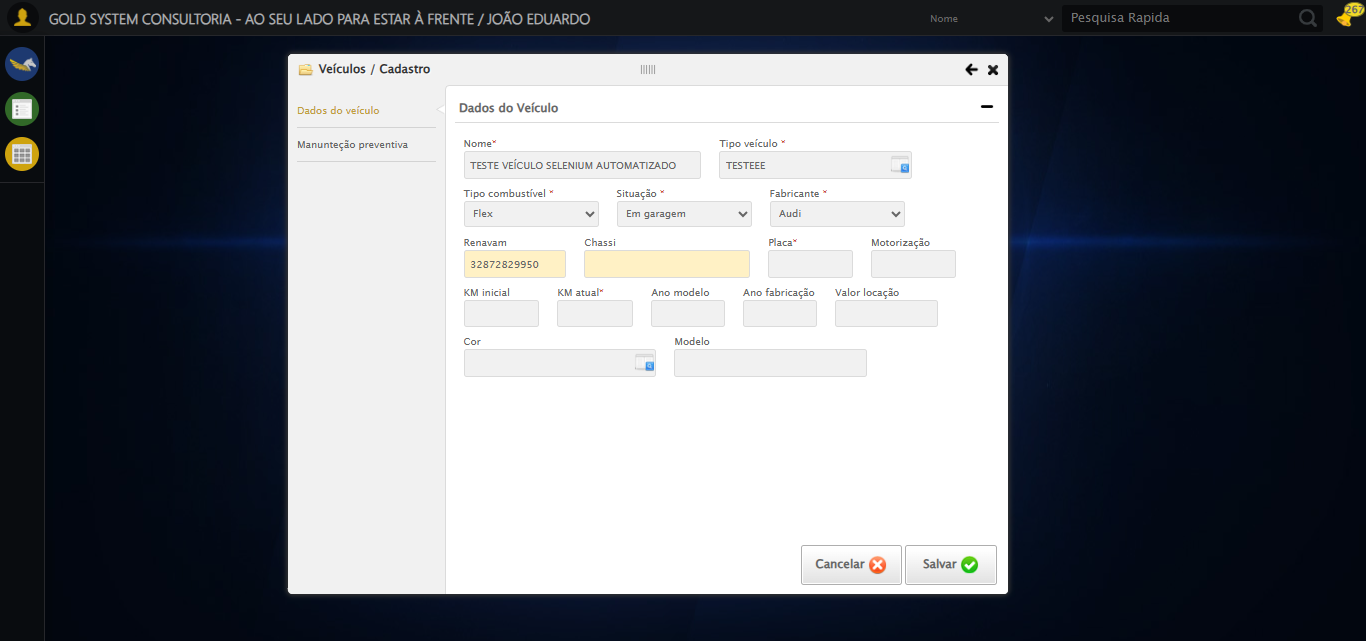 GOLD SYSTEM CONSULTORIA - AO SEU LADO PARA ESTAR À FRENTE / JOÃO EDUARDO
Nome
Pesquisa Rapida
267
Veículos / Cadastro
Dados do veículo
Manunteção preventiva
Dados do Veículo
Nome* Tipo veículo *
TESTE VEÍCULO SELENIUM AUTOMATIZADO TESTEEE
Tipo combustível * Situação * Fabricante *
Flex Em garagem Audi
Renavam Chassi Placa* Motorização
32872829950
KM inicial KM atual* Ano modelo Ano fabricação Valor locação
Cor Modelo
Cancelar Salvar